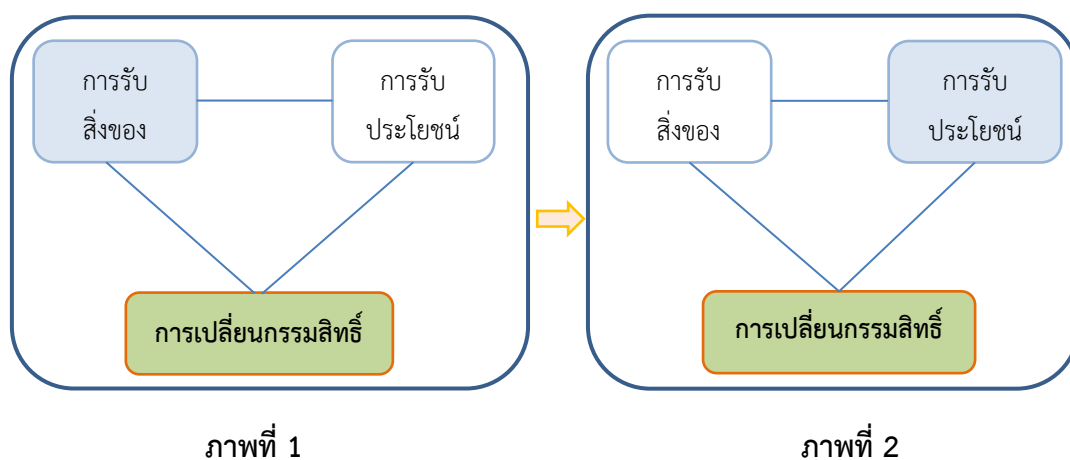 การรับ
สิ่งของ
การรับ
ประโยชน์
การเปลี่ยนกรรมสิทธิ์
ภาพที่ 1
การรับ
สิ่งของ
การรับ
ประโยชน์
การเปลี่ยนกรรมสิทธิ์
ภาพที่ 2